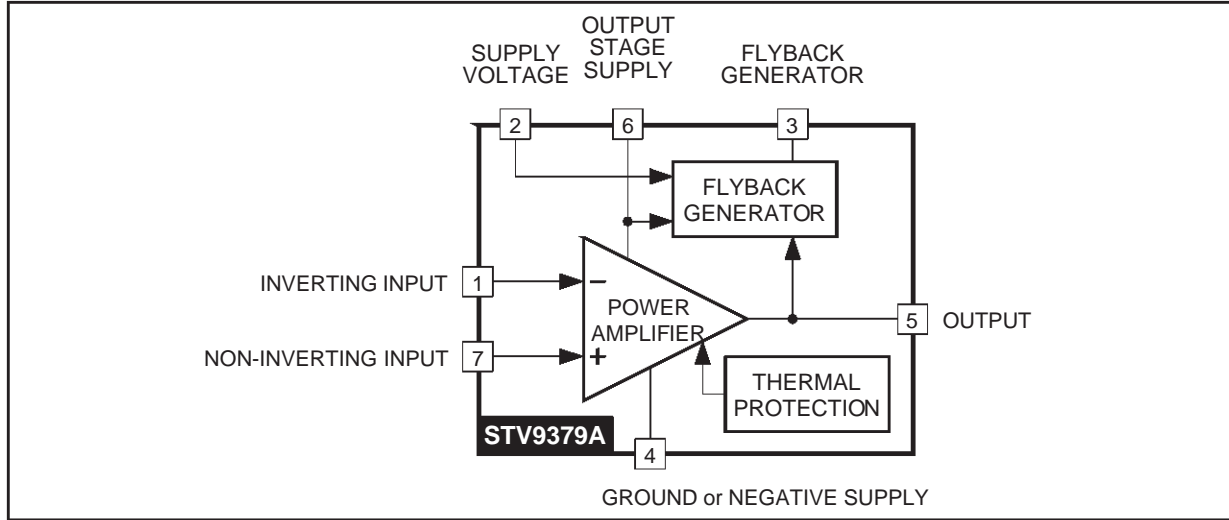 OUTPUT
STAGE
SUPPLY
SUPPLY
VOLTAGE
FLYBACK
GENERATOR
2
6
3
FLYBACK
GENERATOR
INVERTING INPUT
1
−
POWER
AMPLIFIER
5
OUTPUT
NON-INVERTING INPUT
7
+
THERMAL
PROTECTION
STV9379A
4
GROUND or NEGATIVE SUPPLY